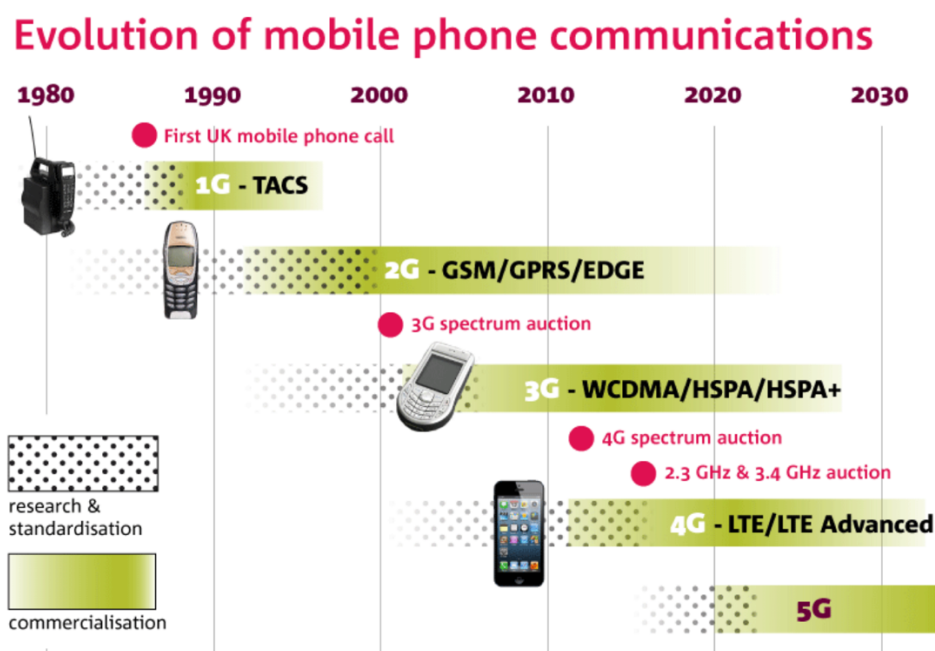 Evolution of mobile phone communications
1980 1990 2000 2010 2020 2030
First UK mobile phone call
1G - TACS
2G - GSM/GPRS/EDGE
3G spectrum auction
3G - WCDMA/HSPA/HSPA+
4G spectrum auction
2.3 GHz & 3.4 GHz auction
4G - LTE/LTE Advanced
5G
research &
standardisation
commercialisation